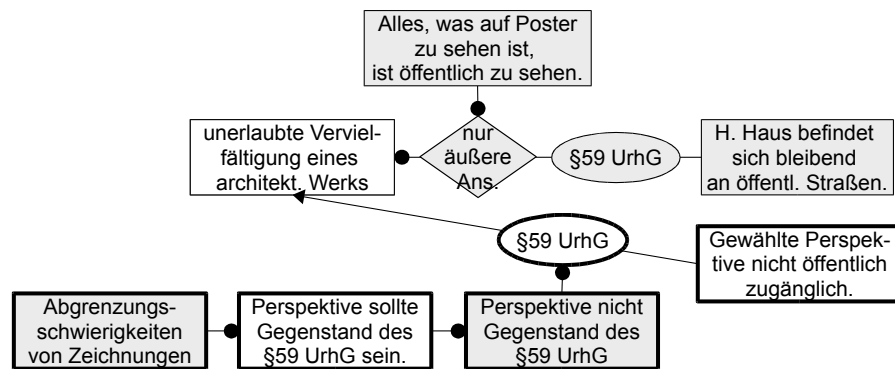 Alles, was auf Poster
zu sehen ist,
ist öffentlich zu sehen.
unerlaubte Verviel-
fältigung eines
architekt. Werks
nur
äußere
Ans.
§59 UrhG
H. Haus befindet
sich bleibend
an öffentl. Straßen.
§59 UrhG
Gewählte Perspek-
tive nicht öffentlich
zugänglich.
Abgrenzungs-
schwierigkeiten
von Zeichnungen
Perspektive sollte
Gegenstand des
§59 UrhG sein.
Perspektive nicht
Gegenstand des
§59 UrhG